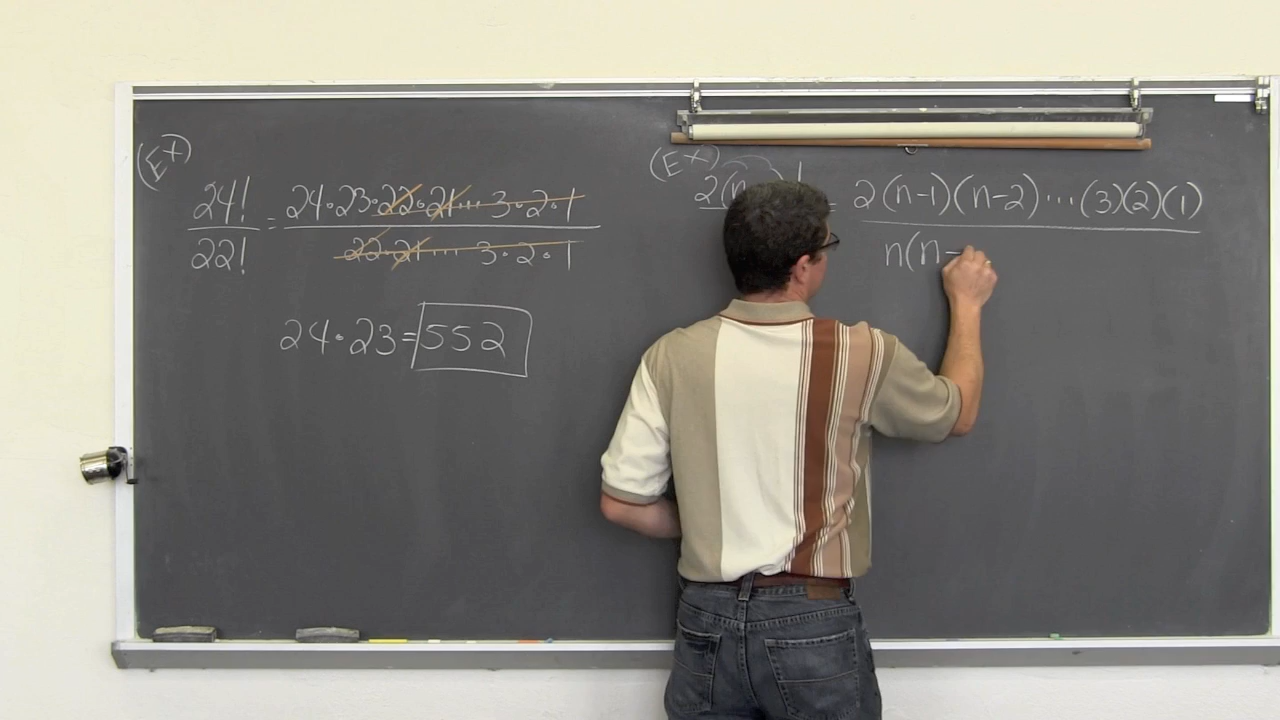 (Ex)
24!/22! = 24·23·22·21··· 3·2·1 / 22·21··· 3·2·1
24·23 = 552
(Ex)
2(n = 2(n-1)(n-2)···(3)(2)(1) / n(n-